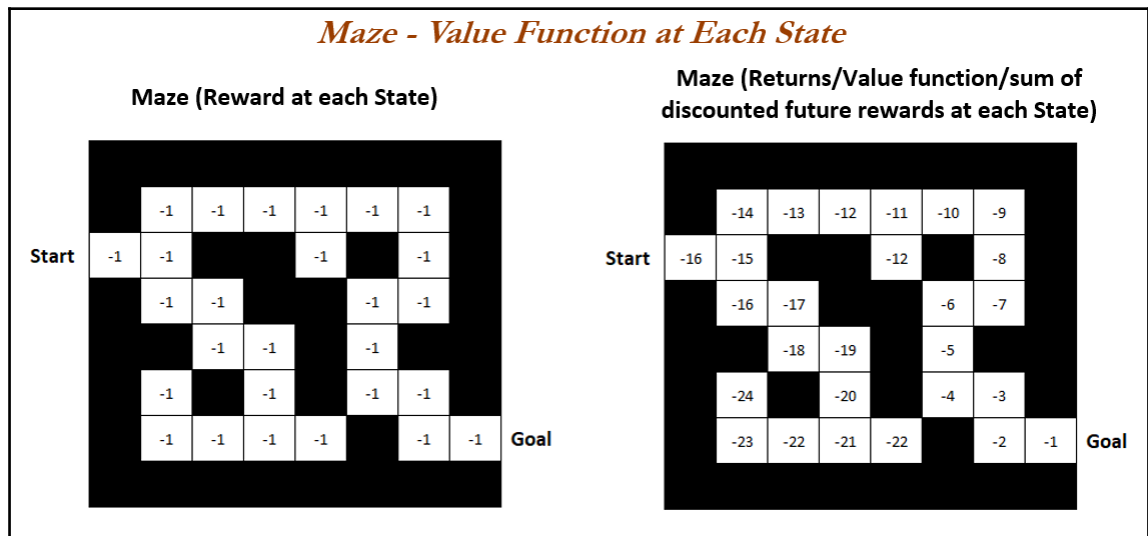 Maze - Value Function at Each State
Maze (Reward at each State)
-1 -1 -1 -1 -1 -1
Start -1 -1 -1 -1
-1 -1 -1 -1
-1 -1 -1
-1 -1 -1 -1
-1 -1 -1 -1 -1 -1 Goal
Maze (Returns/Value function/sum of
discounted future rewards at each State)
-14 -13 -12 -11 -10 -9
Start -16 -15 -12 -8
-16 -17 -6 -7
-18 -19 -5
-24 -20 -4 -3
-23 -22 -21 -22 -2 -1 Goal